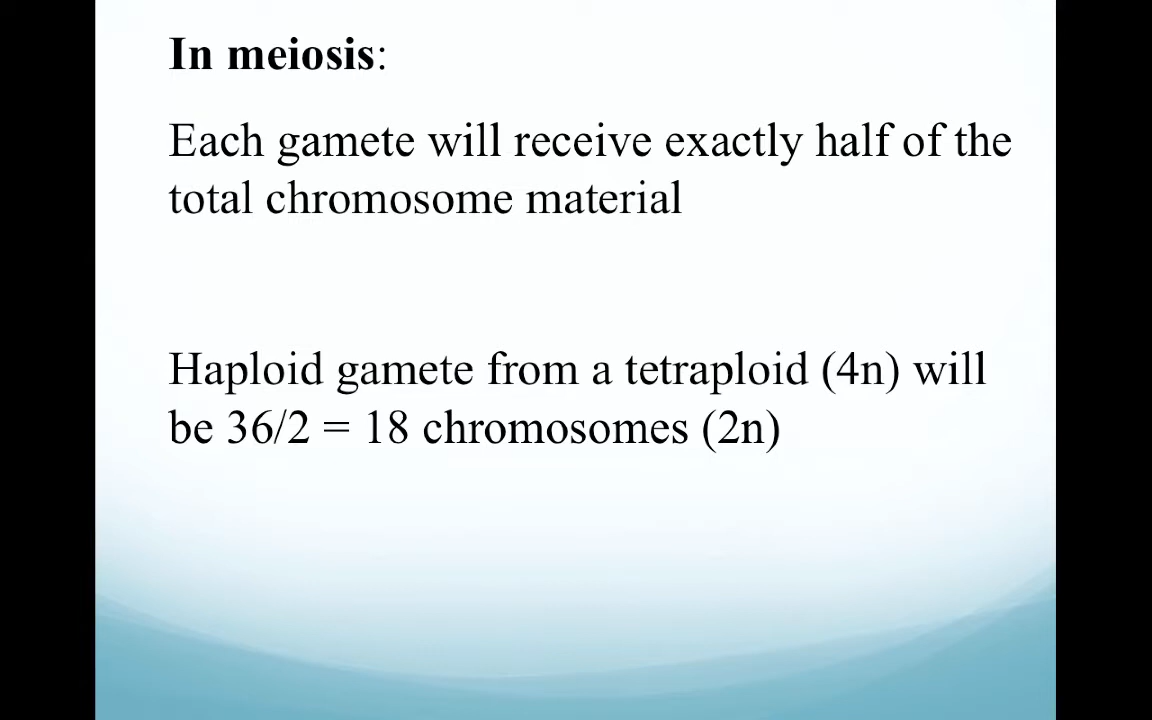 In meiosis:
Each gamete will receive exactly half of the
total chromosome material
Haploid gamete from a tetraploid (4n) will
be 36/2 = 18 chromosomes (2n)